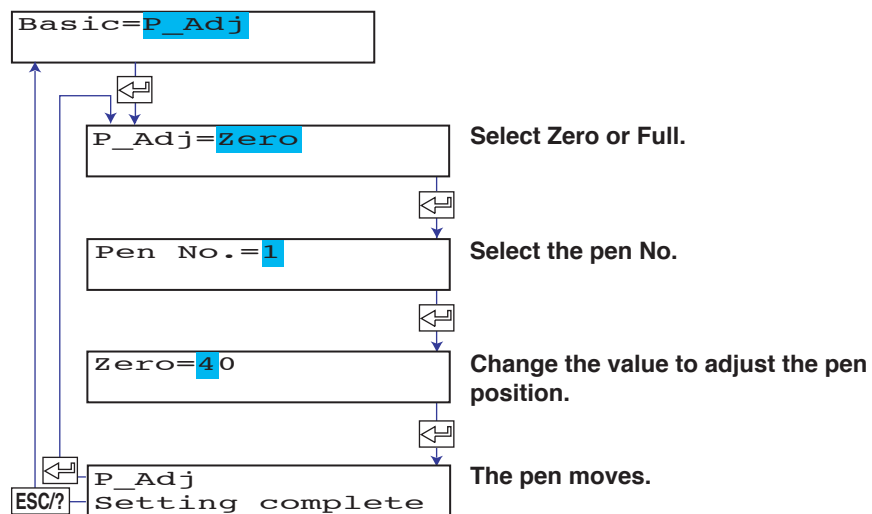 Basic=P_Adj
P_Adj=Zero
Select Zero or Full.
Pen No.=1
Select the pen No.
Zero=40
Change the value to adjust the pen
position.
P_Adj
Setting complete
The pen moves.
ESC/?